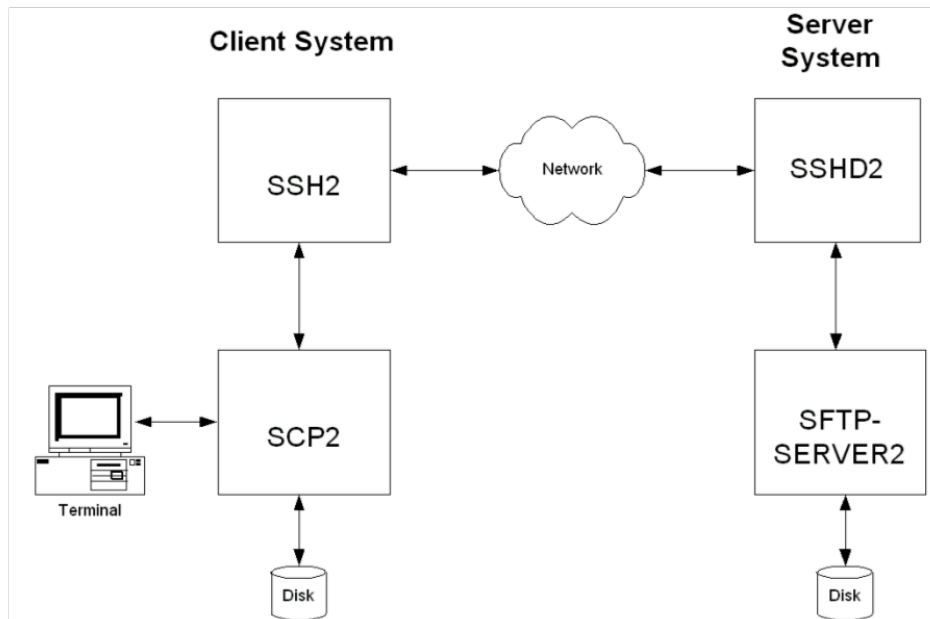 Client System
Server
System
SSH2
Network
SSHD2
SCP2
SFTP-
SERVER2
Terminal
Disk
Disk